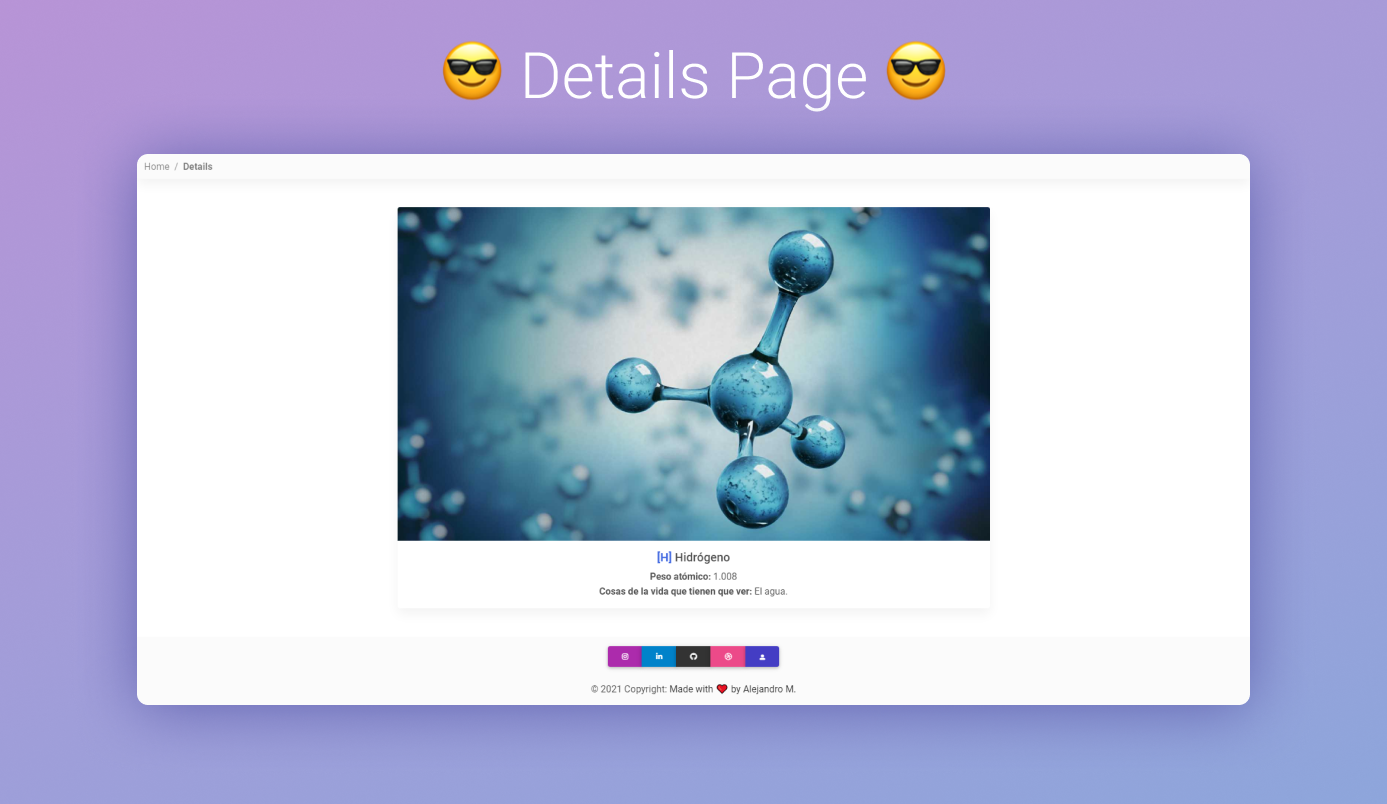 😎 Details Page 😎
Home / Details
[H] Hidrógeno
Peso atómico: 1.008
Cosas de la vida que tienen que ver: El agua.
in
© 2021 Copyright: Made with ❤️ by Alejandro M.